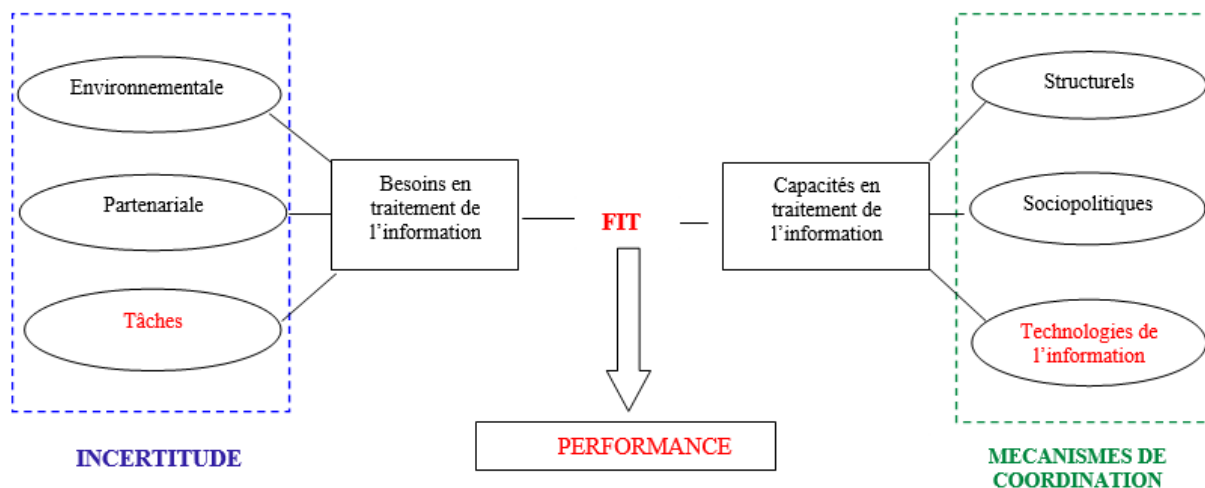 Environnementale
Partenariale
Tâches
INCERTITUDE
Besoins en
traitement de
l’information
FIT
PERFORMANCE
Capacités en
traitement de
l’information
Structurels
Sociopolitiques
Technologies de
l’information
MECANISMES DE
COORDINATION